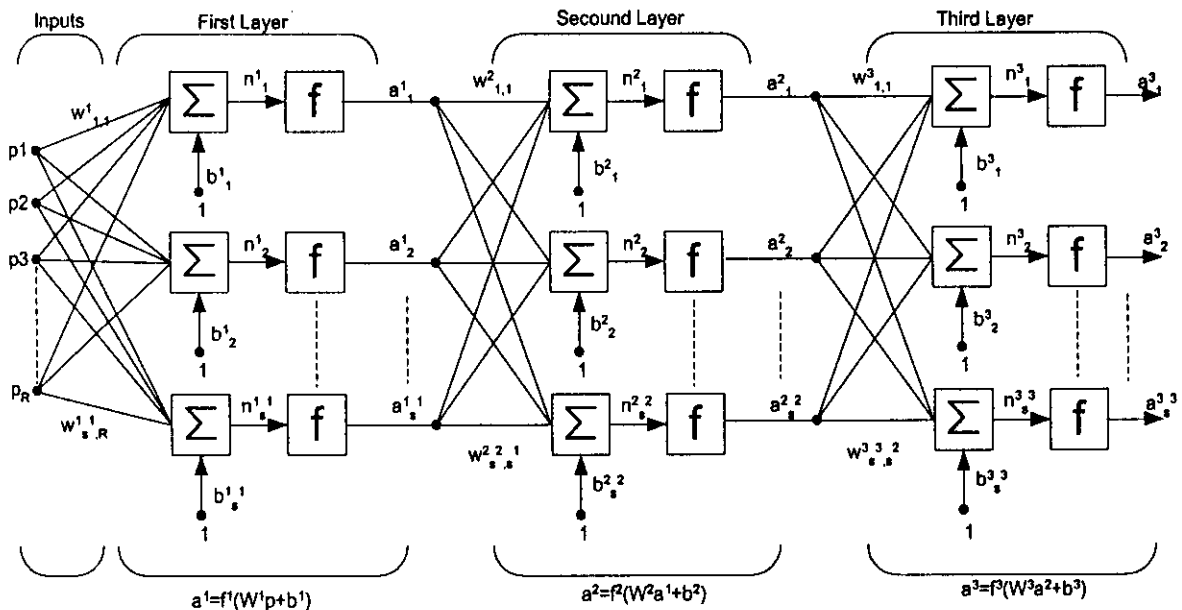 Inputs First Layer Secound Layer Third Layer
n¹₁ a¹₁ w²₁,₁ n²₁ a²₁ w³₁,₁ n³₁ a³₁
Σ f Σ f Σ f
w¹₁,₁
p1 b¹₁ b²₁ b³₁
1 1 1
p2
n¹₂ a¹₂ n²₂ a²₂ n³₂ a³₂
p3 Σ f Σ f Σ f
b¹₂ b²₂ b³₂
1 1 1
p_R n¹ₛ¹ a¹ₛ¹ n²ₛ² a²ₛ² n³ₛ³ a³ₛ³
Σ f Σ f Σ f
w¹ₛ¹,R w²ₛ²,ₛ¹ w³ₛ³,ₛ²
b¹ₛ¹ b²ₛ² b³ₛ³
1 1 1
a¹=f¹(W¹p+b¹) a²=f²(W²a¹+b²) a³=f³(W³a²+b³)